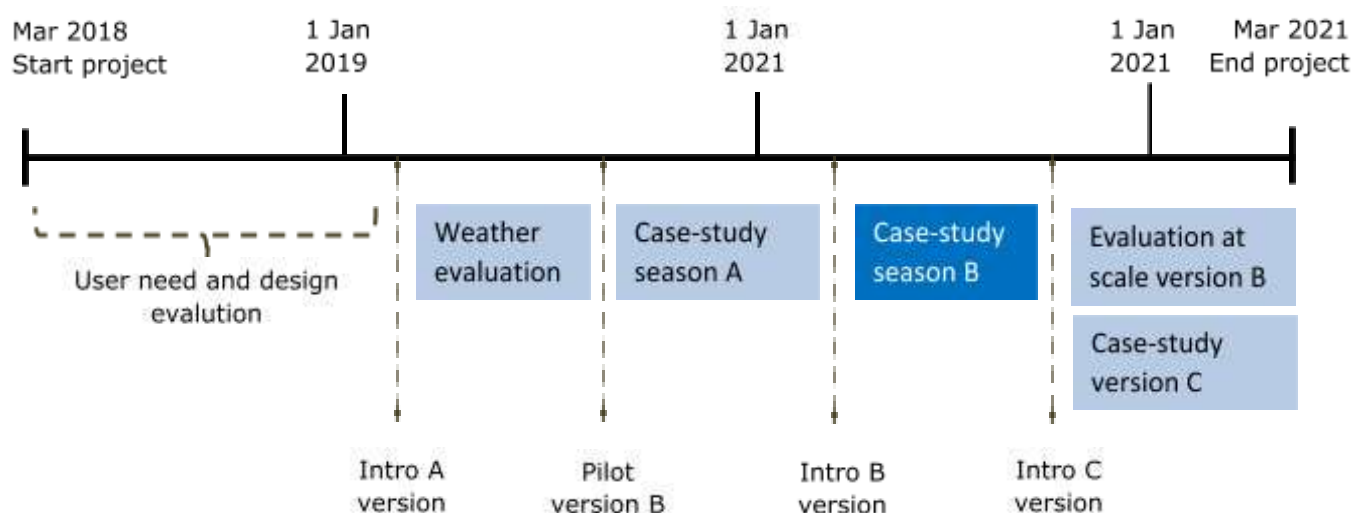 Mar 2018
Start project
1 Jan
2019
1 Jan
2021
1 Jan
2021
Mar 2021
End project
User need and design
evalution
Weather
evaluation
Case-study
season A
Case-study
season B
Evaluation at
scale version B
Case-study
version C
Intro A
version
Pilot
version B
Intro B
version
Intro C
version